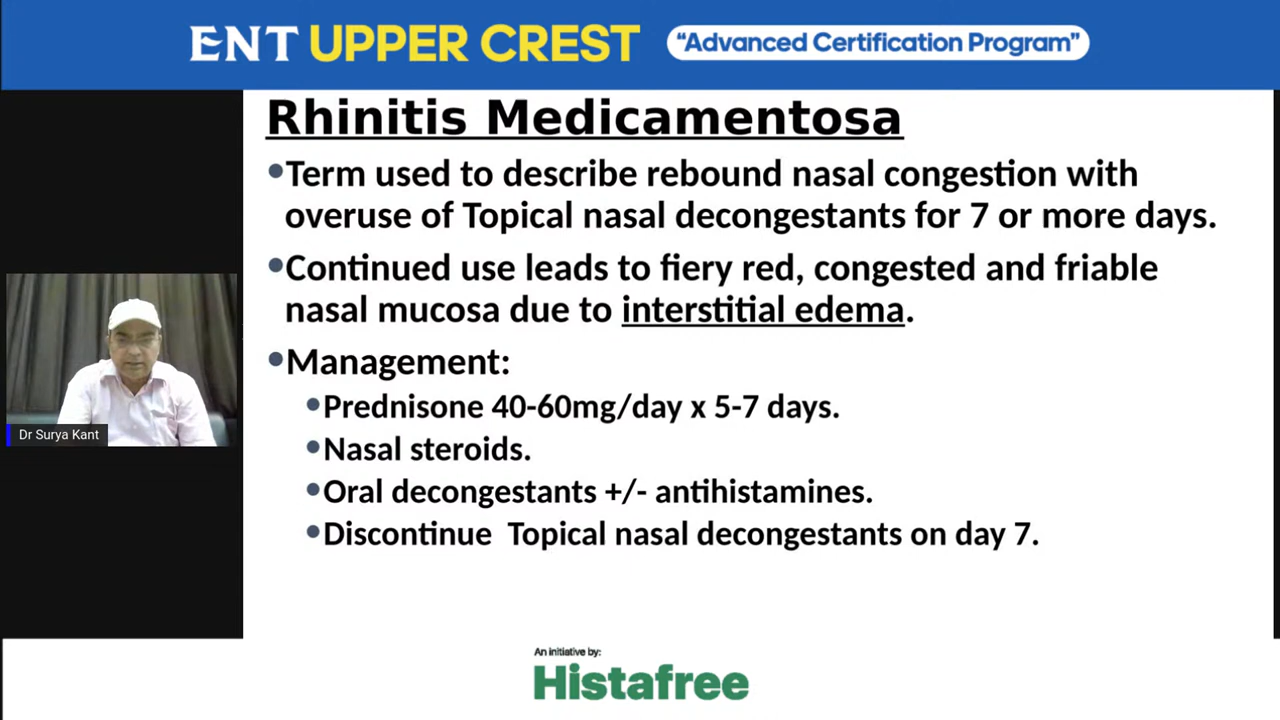 ENT UPPER CREST "Advanced Certification Program"
Rhinitis Medicamentosa
•Term used to describe rebound nasal congestion with
overuse of Topical nasal decongestants for 7 or more days.
•Continued use leads to fiery red, congested and friable
nasal mucosa due to interstitial edema.
•Management:
•Prednisone 40-60mg/day x 5-7 days.
•Nasal steroids.
•Oral decongestants +/- antihistamines.
•Discontinue  Topical nasal decongestants on day 7.
Dr Surya Kant
An initiative by:
Histafree